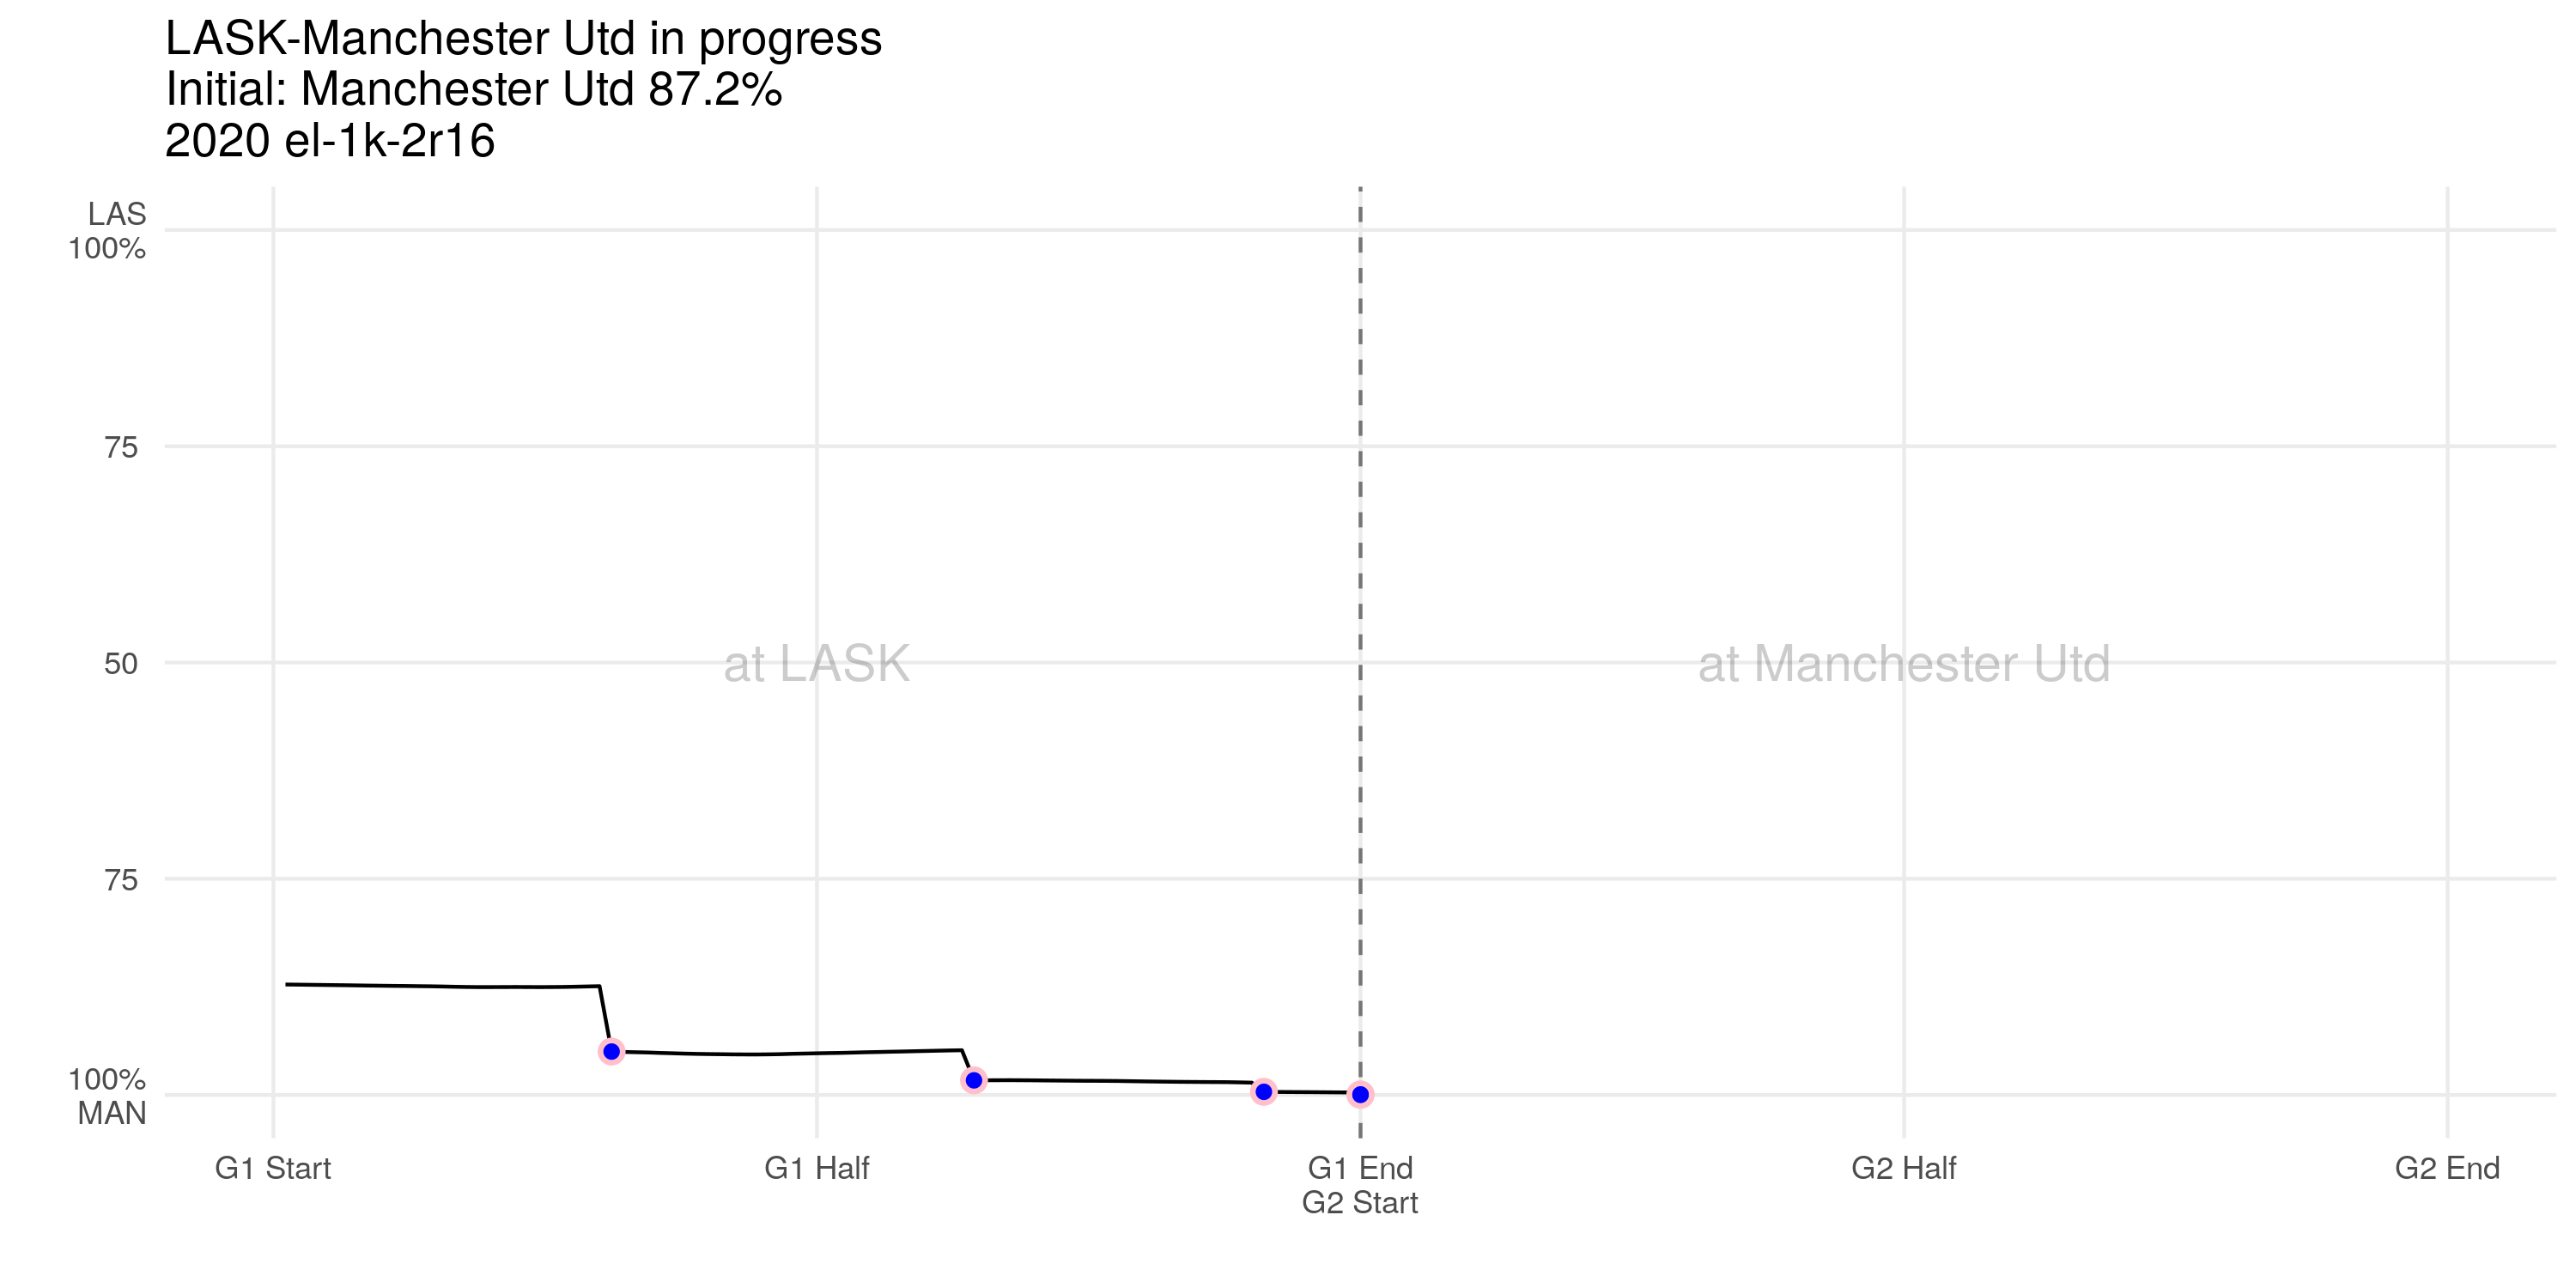 LASK-Manchester Utd in progress
Initial: Manchester Utd 87.2%
2020 el-1k-2r16
LAS
100%
75
50
75
100%
MAN
at LASK
at Manchester Utd
G1 Start
G1 Half
G1 End
G2 Start
G2 Half
G2 End